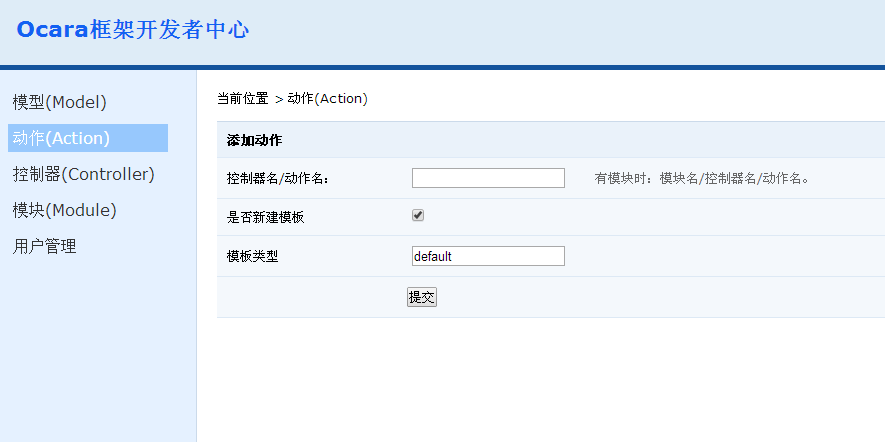 Ocara框架开发者中心
模型(Model)
动作(Action)
控制器(Controller)
模块(Module)
用户管理
当前位置 > 动作(Action)
添加动作
控制器名/动作名： 有模块时：模块名/控制器名/动作名。
是否新建模板
模板类型 default
提交